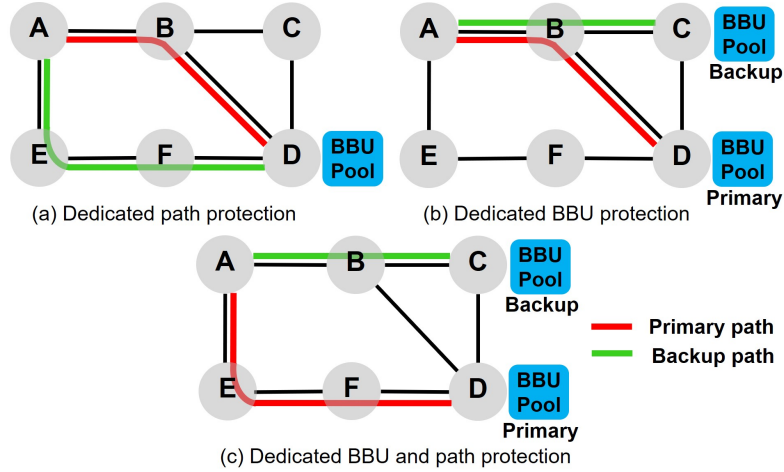 A B C
E F D
BBU
Pool
(a) Dedicated path protection
A B C
BBU
Pool
Backup
E F D
BBU
Pool
Primary
(b) Dedicated BBU protection
A B C
BBU
Pool
Backup
E F D
BBU
Pool
Primary
Primary path
Backup path
(c) Dedicated BBU and path protection